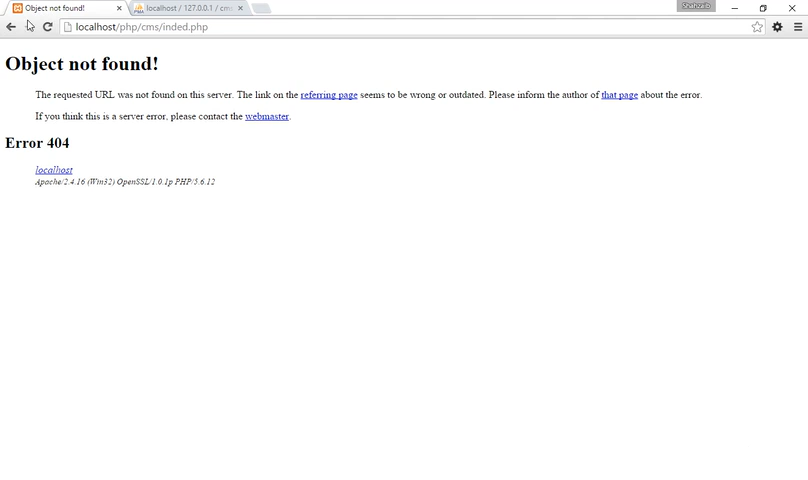 Object not found!
localhost / 127.0.0.1 / cms
Shahzaib
localhost/php/cms/inded.php
Object not found!
The requested URL was not found on this server. The link on the referring page seems to be wrong or outdated. Please inform the author of that page about the error.
If you think this is a server error, please contact the webmaster.
Error 404
localhost
Apache/2.4.16 (Win32) OpenSSL/1.0.1p PHP/5.6.12